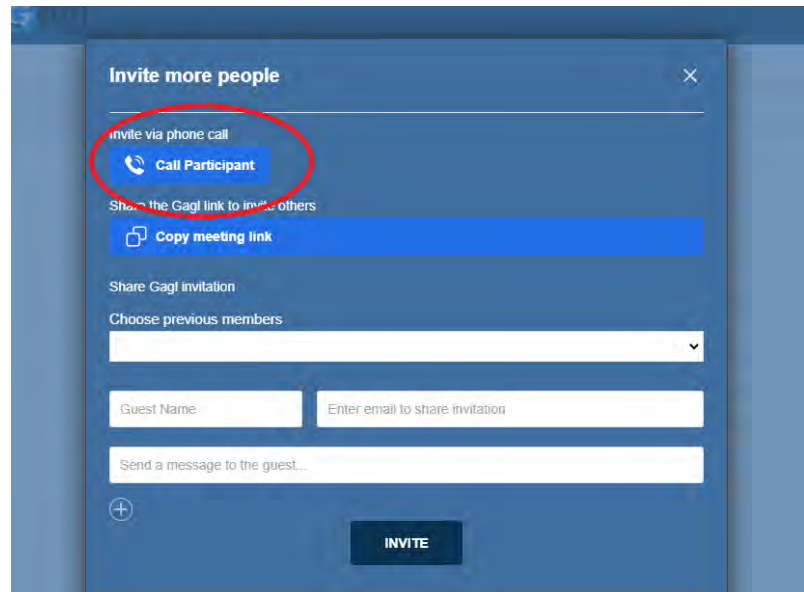 Invite more people
Invite via phone call
Call Participant
Share the Gagl link to invite others
Copy meeting link
Share Gagl invitation
Choose previous members
Guest Name
Enter email to share invitation
Send a message to the guest...
INVITE